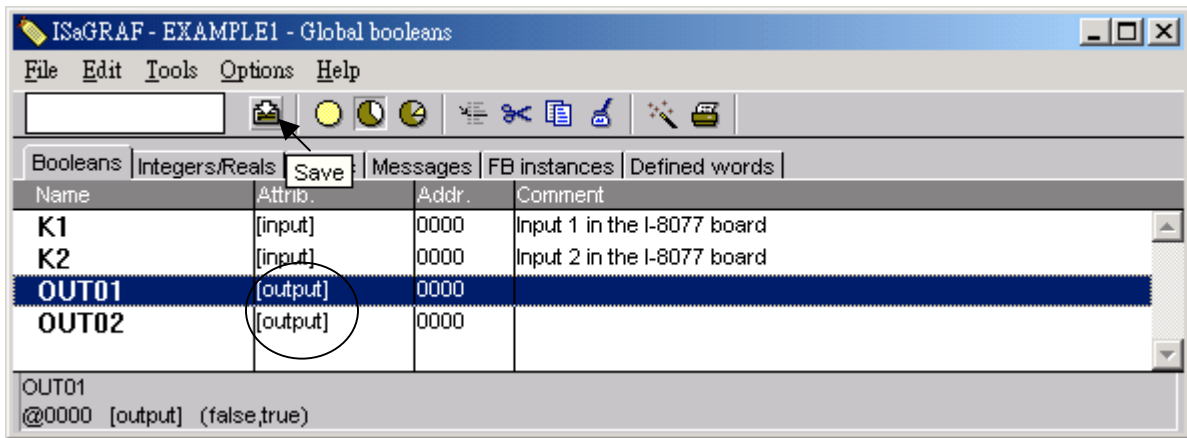 ISaGRAF - EXAMPLE1 - Global booleans
File Edit Tools Options Help
Booleans Integers/Reals Messages FB instances Defined words
Save
Name Attrib. Addr. Comment
K1 [input] 0000 Input 1 in the I-8077 board
K2 [input] 0000 Input 2 in the I-8077 board
OUT01 [output] 0000
OUT02 [output] 0000
OUT01
@0000 [output] (false,true)